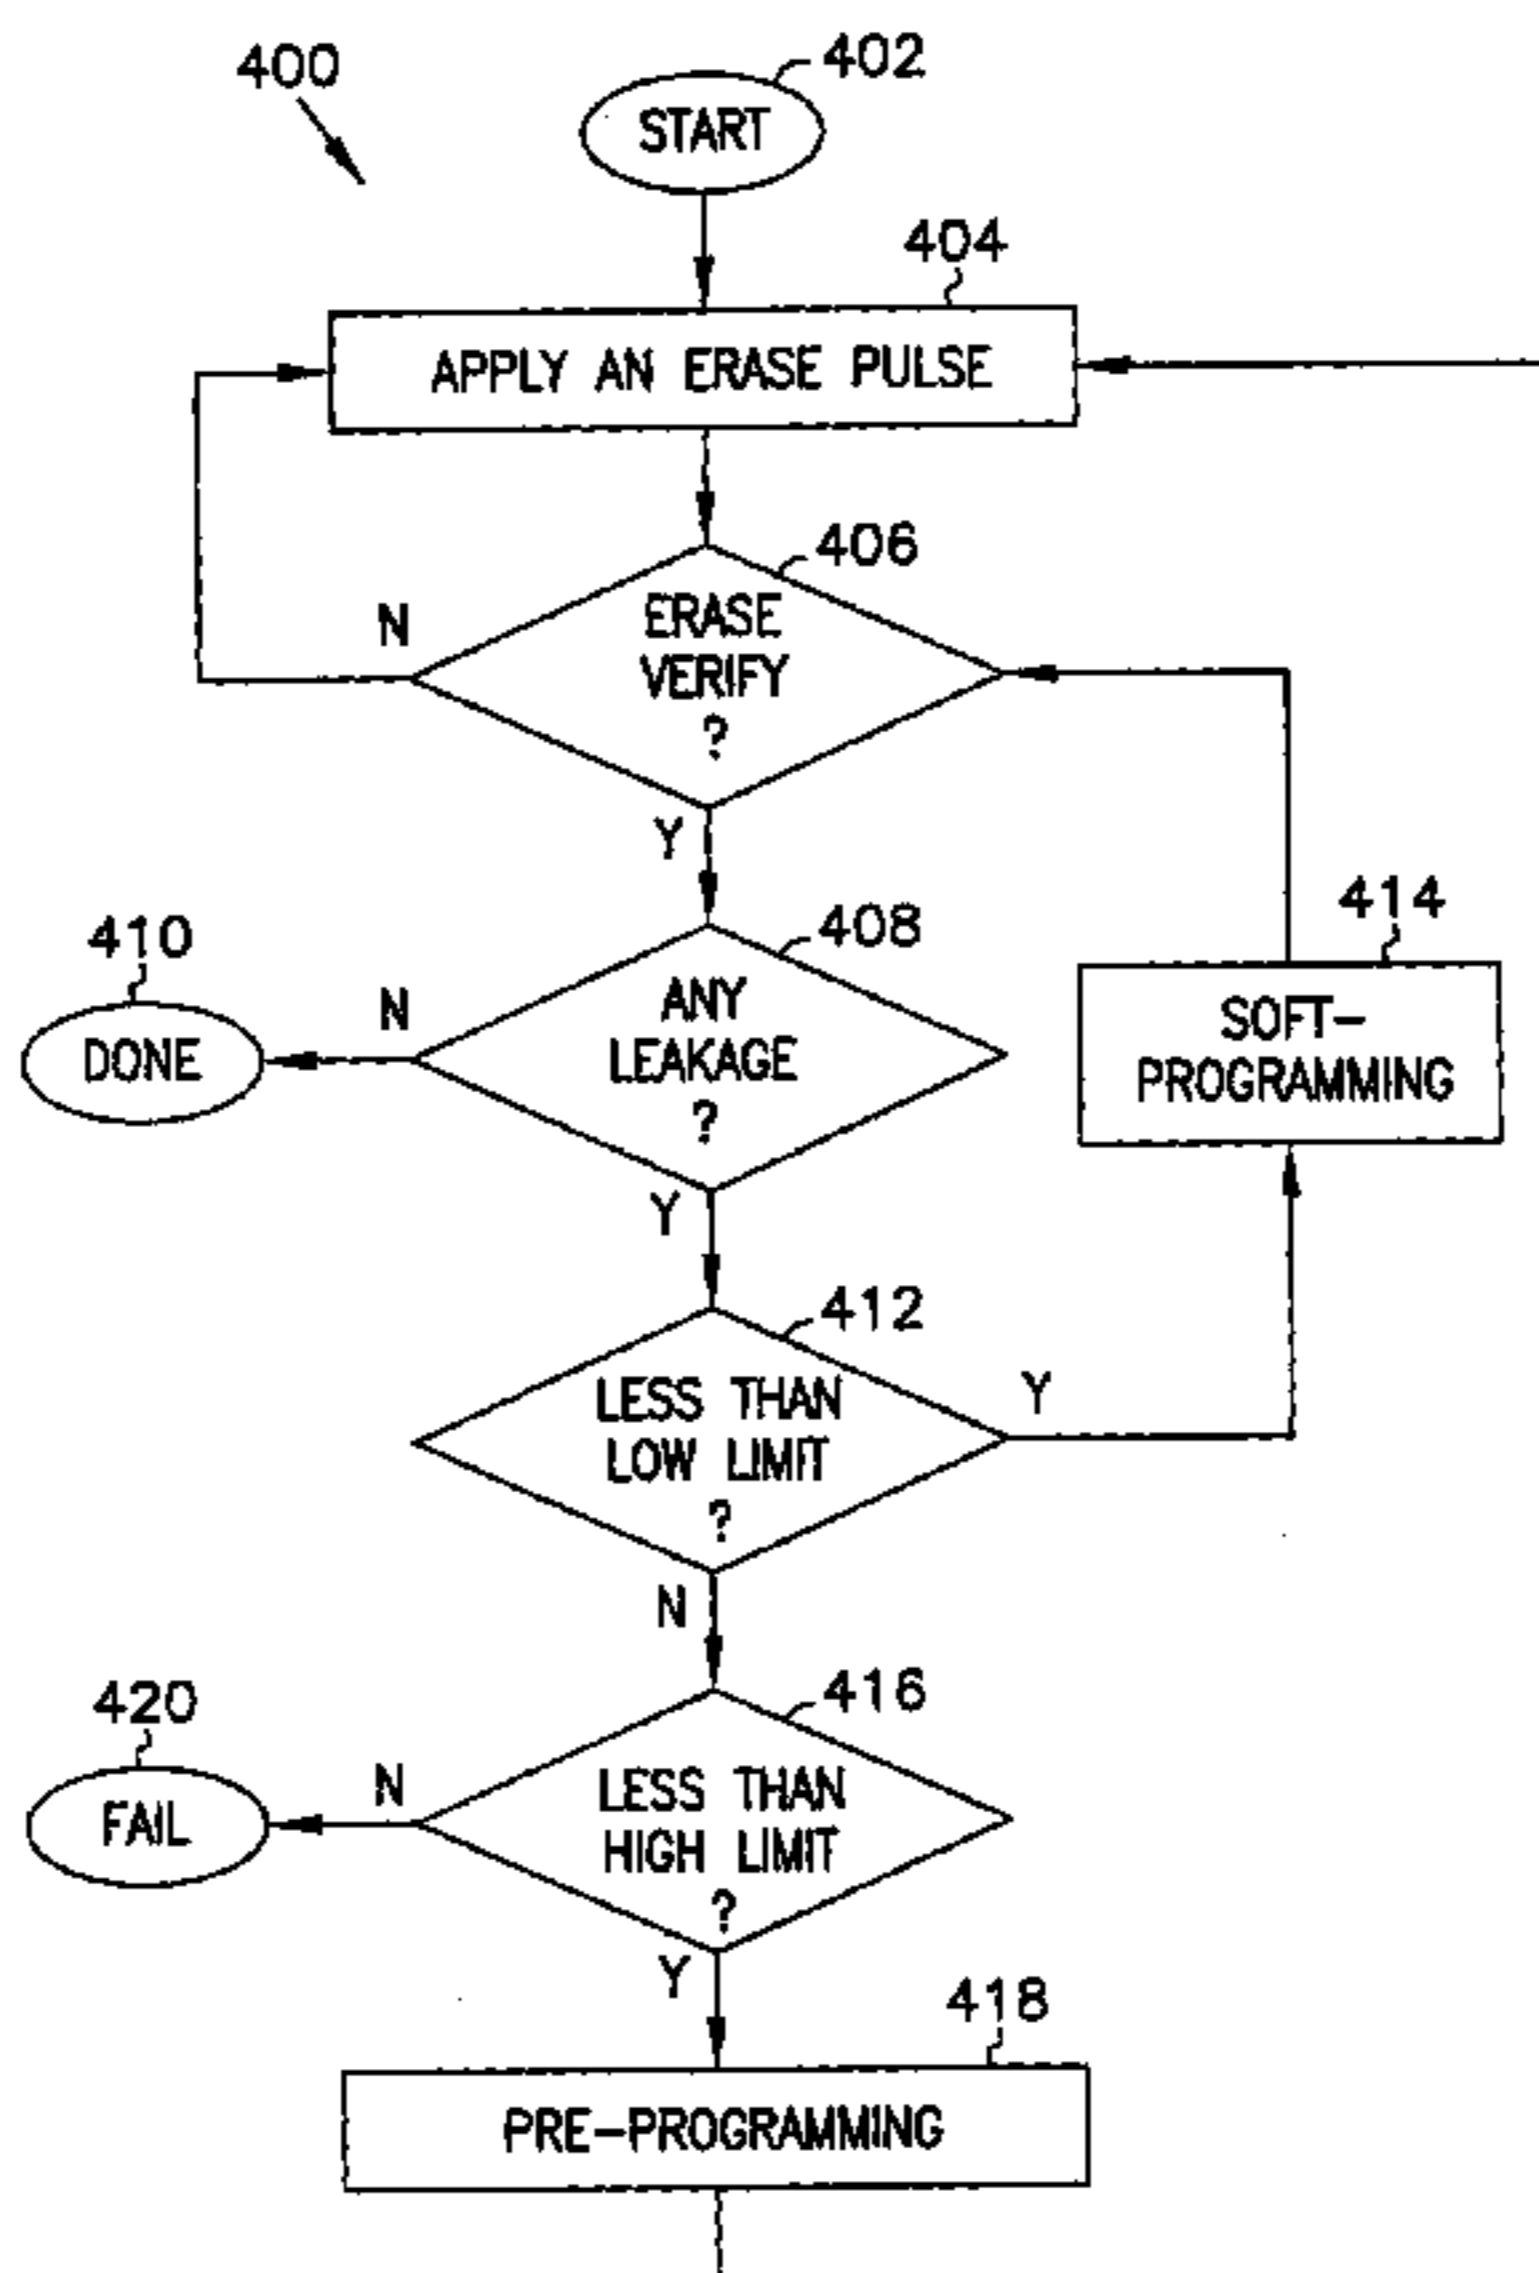 400
402
START
404
APPLY AN ERASE PULSE
406
N
ERASE
VERIFY
?
Y
408
410
N
ANY
LEAKAGE
?
DONE
414
SOFT-
PROGRAMMING
Y
412
LESS THAN
LOW LIMIT
?
Y
N
416
420
N
LESS THAN
HIGH LIMIT
?
FAIL
Y
418
PRE-PROGRAMMING